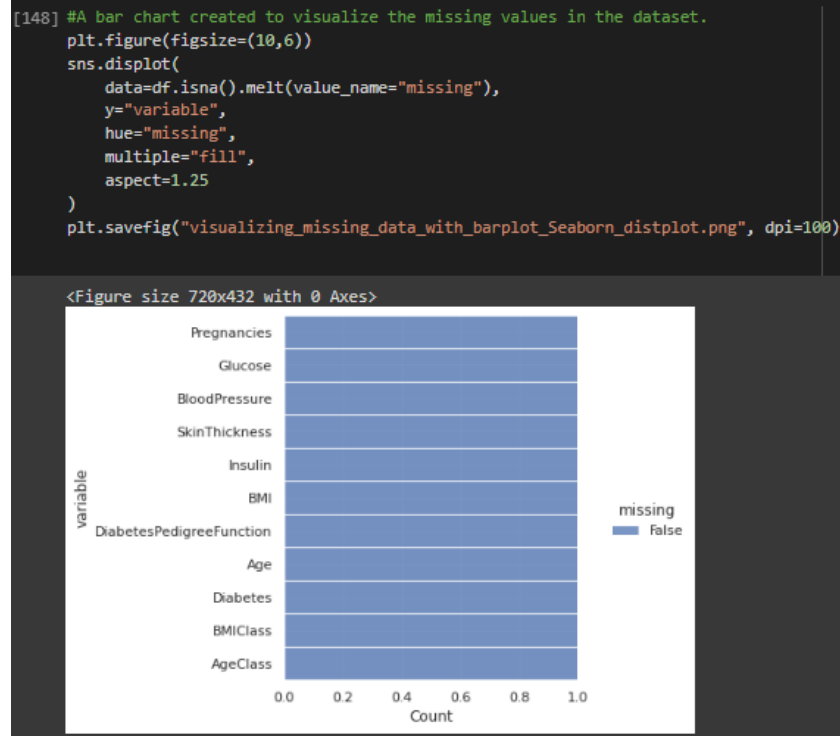 [148] #A bar chart created to visualize the missing values in the dataset.
plt.figure(figsize=(10,6))
sns.displot(
    data=df.isna().melt(value_name="missing"),
    y="variable",
    hue="missing",
    multiple="fill",
    aspect=1.25
)
plt.savefig("visualizing_missing_data_with_barplot_Seaborn_distplot.png", dpi=100)
<Figure size 720x432 with 0 Axes>
Pregnancies
Glucose
BloodPressure
SkinThickness
Insulin
BMI
DiabetesPedigreeFunction
Age
Diabetes
BMIClass
AgeClass
variable
0.0 0.2 0.4 0.6 0.8 1.0
Count
missing
False